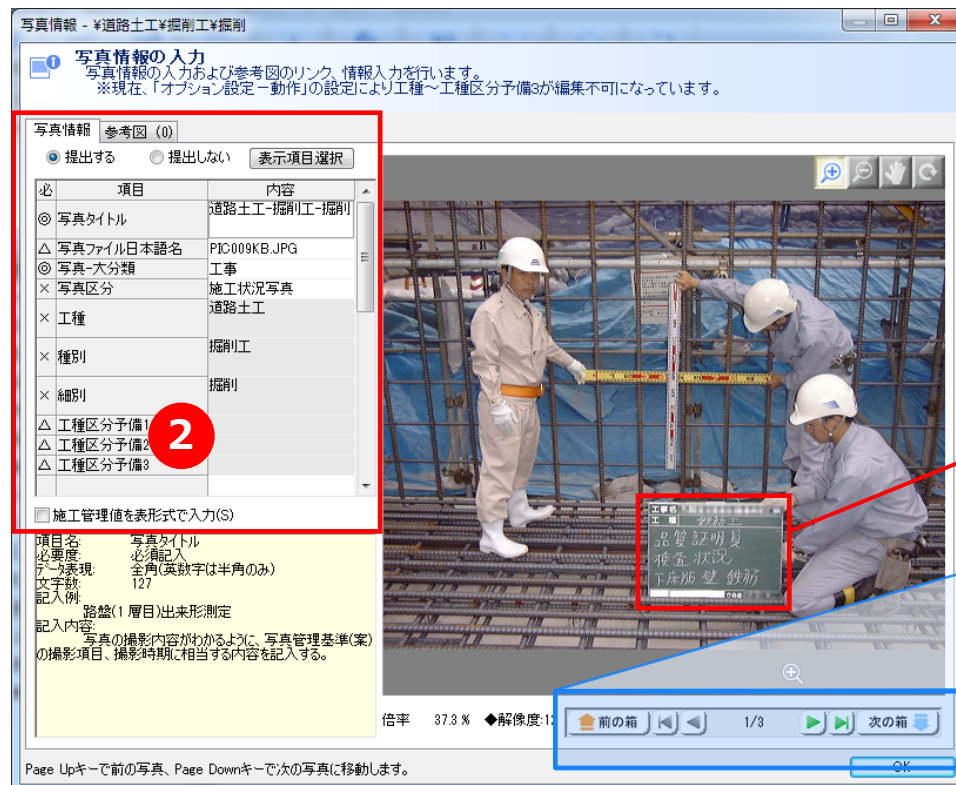 写真情報 - ¥道路土工¥掘削工¥掘削
写真情報の入力
写真情報の入力および参考図のリンク、情報入力を行います。
※現在、「オプション設定－動作」の設定により工種～工種区分予備3が編集不可になっています。
写真情報 参考図 (0)
提出する 提出しない 表示項目選択
必 項目 内容
◎ 写真タイトル 道路土工-掘削工-掘削
△ 写真ファイル日本語名 PIC009KB.JPG
◎ 写真-大分類 工事
× 写真区分 施工状況写真
× 工種 道路土工
× 種別 掘削工
× 細別 掘削
△ 工種区分予備1
△ 工種区分予備2
△ 工種区分予備3
2
施工管理値を表形式で入力(S)
項目名: 写真タイトル
必要度: 必須記入
データ表現: 全角(英数字は半角のみ)
文字数: 127
記入例:
路盤(1 層目)出来形測定
記入内容:
写真の撮影内容がわかるように、写真管理基準(案)
の撮影項目、撮影時期に相当する内容を記入する。
工事名
工種 鉄筋工
品質証明員
検査状況
下床版 壁 鉄筋
倍率 37.3 % ◆解像度:12
前の箱 1/3 次の箱
Page Upキーで前の写真、Page Downキーで次の写真に移動します。
OK